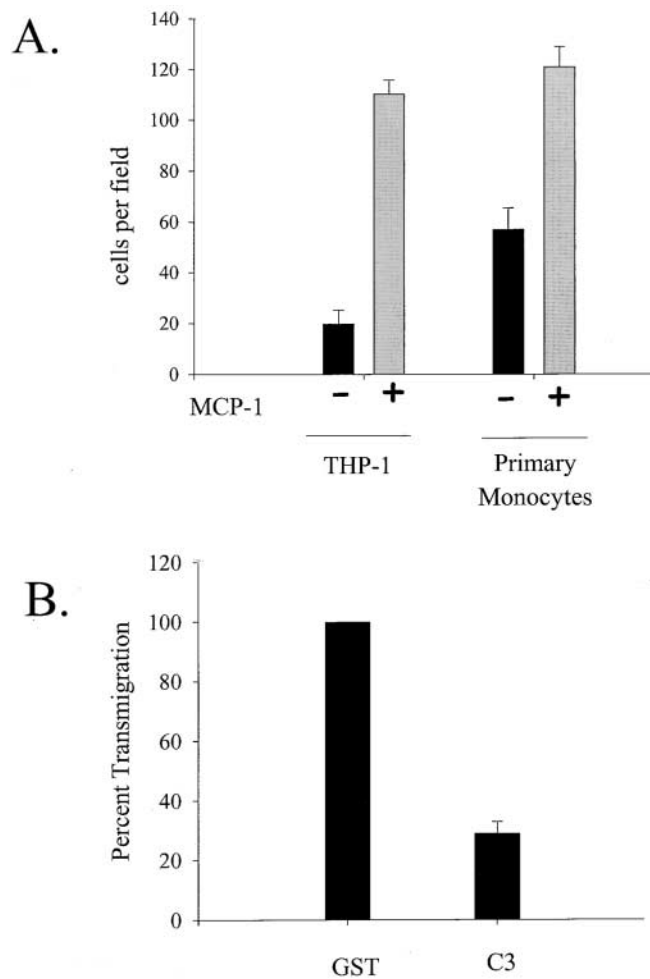 A.
140
120
100
80
60
40
20
0
cells per field
MCP-1 - + - +
THP-1 Primary
Monocytes
B.
120
100
80
60
40
20
0
Percent Transmigration
GST C3